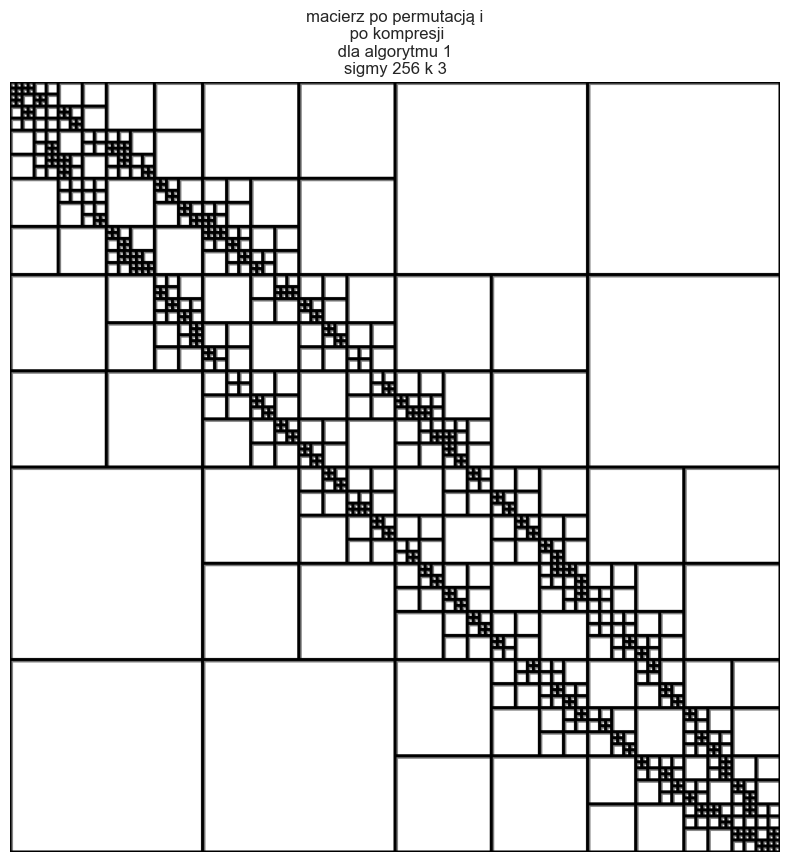 macierz po permutacją i
po kompresji
dla algorytmu 1
sigmy 256 k 3